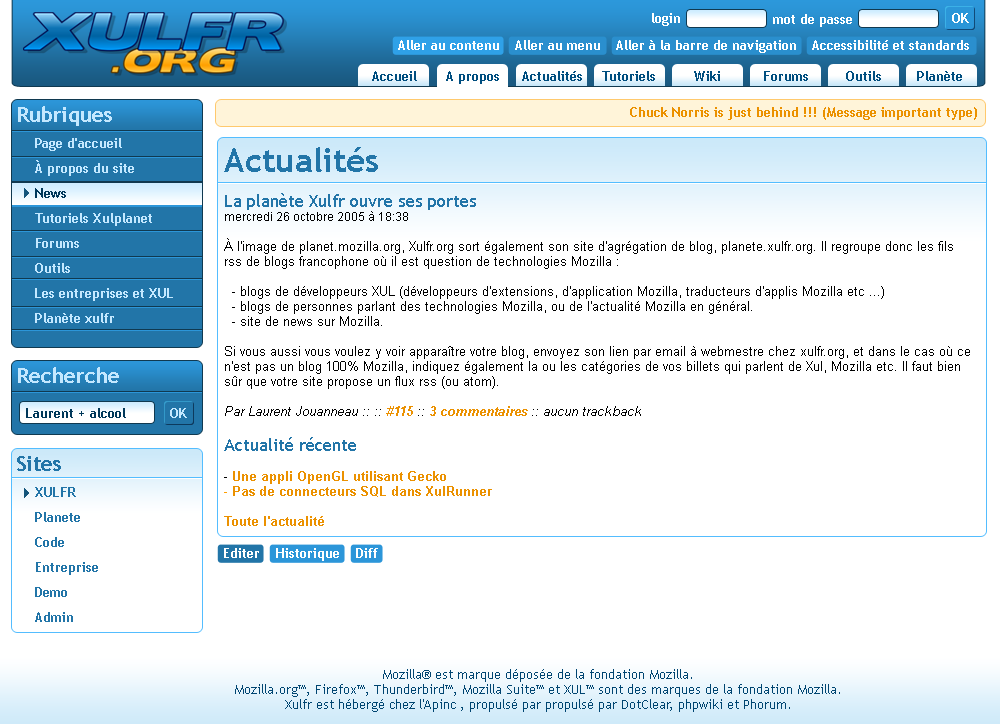 XULFR
.ORG
login mot de passe OK
Aller au contenu Aller au menu Aller à la barre de navigation Accessibilité et standards
Accueil A propos Actualités Tutoriels Wiki Forums Outils Planète
Rubriques
Page d'accueil
À propos du site
News
Tutoriels Xulplanet
Forums
Outils
Les entreprises et XUL
Planète xulfr
Recherche
Laurent + alcool OK
Sites
XULFR
Planete
Code
Entreprise
Demo
Admin
Chuck Norris is just behind !!! (Message important type)
Actualités
La planète Xulfr ouvre ses portes
mercredi 26 octobre 2005 à 18:38
À l'image de planet.mozilla.org, Xulfr.org sort également son site d'agrégation de blog, planete.xulfr.org. Il regroupe donc les fils
rss de blogs francophone où il est question de technologies Mozilla :
- blogs de développeurs XUL (développeurs d'extensions, d'application Mozilla, traducteurs d'applis Mozilla etc ...)
- blogs de personnes parlant des technologies Mozilla, ou de l'actualité Mozilla en général.
- site de news sur Mozilla.
Si vous aussi vous voulez y voir apparaître votre blog, envoyez son lien par email à webmestre chez xulfr.org, et dans le cas où ce
n'est pas un blog 100% Mozilla, indiquez également la ou les catégories de vos billets qui parlent de Xul, Mozilla etc. Il faut bien
sûr que votre site propose un flux rss (ou atom).
Par Laurent Jouanneau :: :: #115 :: 3 commentaires :: aucun trackback
Actualité récente
- Une appli OpenGL utilisant Gecko
- Pas de connecteurs SQL dans XulRunner
Toute l'actualité
Editer Historique Diff
Mozilla® est marque déposée de la fondation Mozilla.
Mozilla.org™, Firefox™, Thunderbird™, Mozilla Suite™ et XUL™ sont des marques de la fondation Mozilla.
Xulfr est hébergé chez l'Apinc , propulsé par propulsé par DotClear, phpwiki et Phorum.